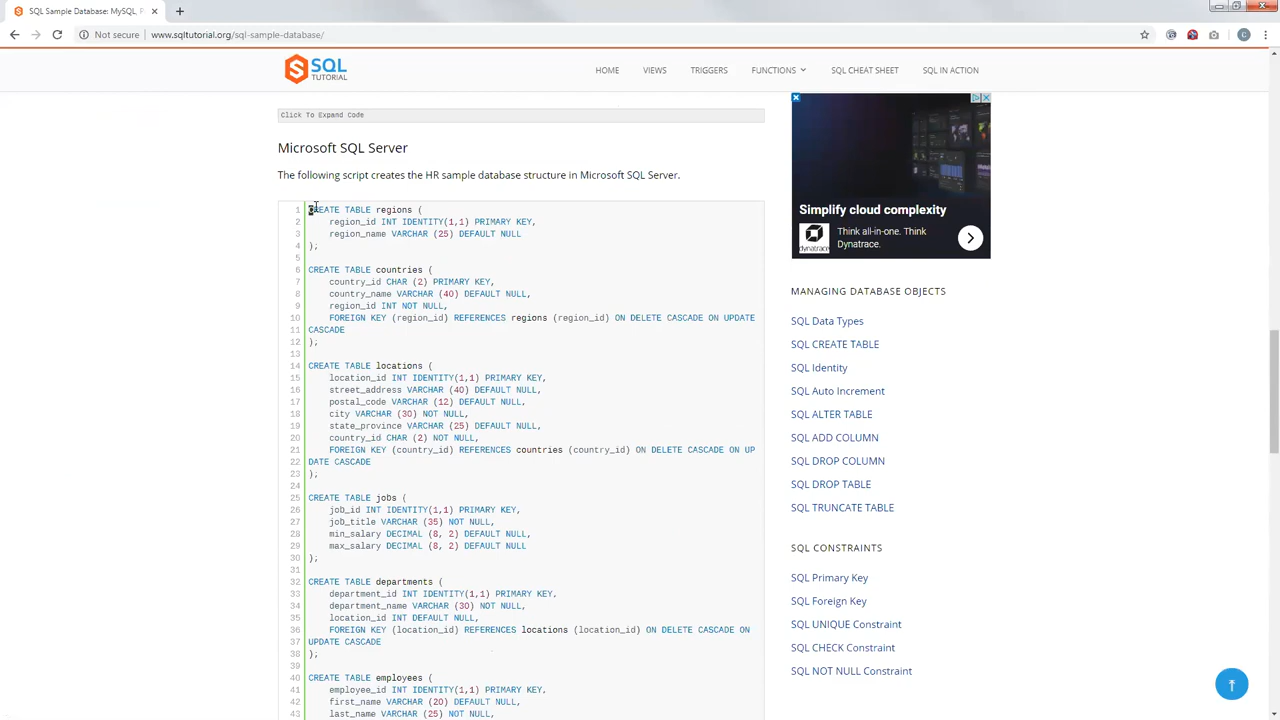 SQL Sample Database: MySQL, P
Not secure
www.sqltutorial.org/sql-sample-database/
SQL
TUTORIAL
HOME
VIEWS
TRIGGERS
FUNCTIONS
SQL CHEAT SHEET
SQL IN ACTION
Click To Expand Code
Microsoft SQL Server
The following script creates the HR sample database structure in Microsoft SQL Server.
1 CREATE TABLE regions (
2 region_id INT IDENTITY(1,1) PRIMARY KEY,
3 region_name VARCHAR (25) DEFAULT NULL
4 );
5
6 CREATE TABLE countries (
7 country_id CHAR (2) PRIMARY KEY,
8 country_name VARCHAR (40) DEFAULT NULL,
9 region_id INT NOT NULL,
10 FOREIGN KEY (region_id) REFERENCES regions (region_id) ON DELETE CASCADE ON UPDATE
11 CASCADE
12 );
13
14 CREATE TABLE locations (
15 location_id INT IDENTITY(1,1) PRIMARY KEY,
16 street_address VARCHAR (40) DEFAULT NULL,
17 postal_code VARCHAR (12) DEFAULT NULL,
18 city VARCHAR (30) NOT NULL,
19 state_province VARCHAR (25) DEFAULT NULL,
20 country_id CHAR (2) NOT NULL,
21 FOREIGN KEY (country_id) REFERENCES countries (country_id) ON DELETE CASCADE ON UP
22 DATE CASCADE
23 );
24
25 CREATE TABLE jobs (
26 job_id INT IDENTITY(1,1) PRIMARY KEY,
27 job_title VARCHAR (35) NOT NULL,
28 min_salary DECIMAL (8, 2) DEFAULT NULL,
29 max_salary DECIMAL (8, 2) DEFAULT NULL
30 );
31
32 CREATE TABLE departments (
33 department_id INT IDENTITY(1,1) PRIMARY KEY,
34 department_name VARCHAR (30) NOT NULL,
35 location_id INT DEFAULT NULL,
36 FOREIGN KEY (location_id) REFERENCES locations (location_id) ON DELETE CASCADE ON
37 UPDATE CASCADE
38 );
39
40 CREATE TABLE employees (
41 employee_id INT IDENTITY(1,1) PRIMARY KEY,
42 first_name VARCHAR (20) DEFAULT NULL,
43 last_name VARCHAR (25) NOT NULL,
Simplify cloud complexity
Think all-in-one. Think
Dynatrace.
dynatrace
MANAGING DATABASE OBJECTS
SQL Data Types
SQL CREATE TABLE
SQL Identity
SQL Auto Increment
SQL ALTER TABLE
SQL ADD COLUMN
SQL DROP COLUMN
SQL DROP TABLE
SQL TRUNCATE TABLE
SQL CONSTRAINTS
SQL Primary Key
SQL Foreign Key
SQL UNIQUE Constraint
SQL CHECK Constraint
SQL NOT NULL Constraint